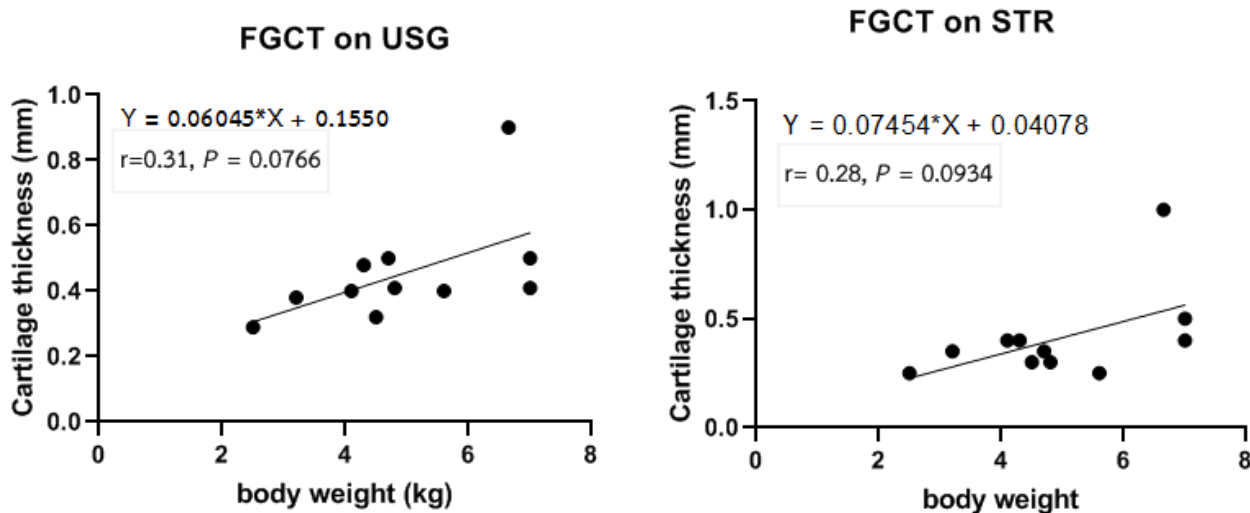 FGCT on USG
Y = 0.06045*X + 0.1550
r=0.31, P = 0.0766
Cartilage thickness (mm)
1.0
0.8
0.6
0.4
0.2
0.0
0 2 4 6 8
body weight (kg)
FGCT on STR
Y = 0.07454*X + 0.04078
r= 0.28, P = 0.0934
Cartilage thickness (mm)
1.5
1.0
0.5
0.0
0 2 4 6 8
body weight